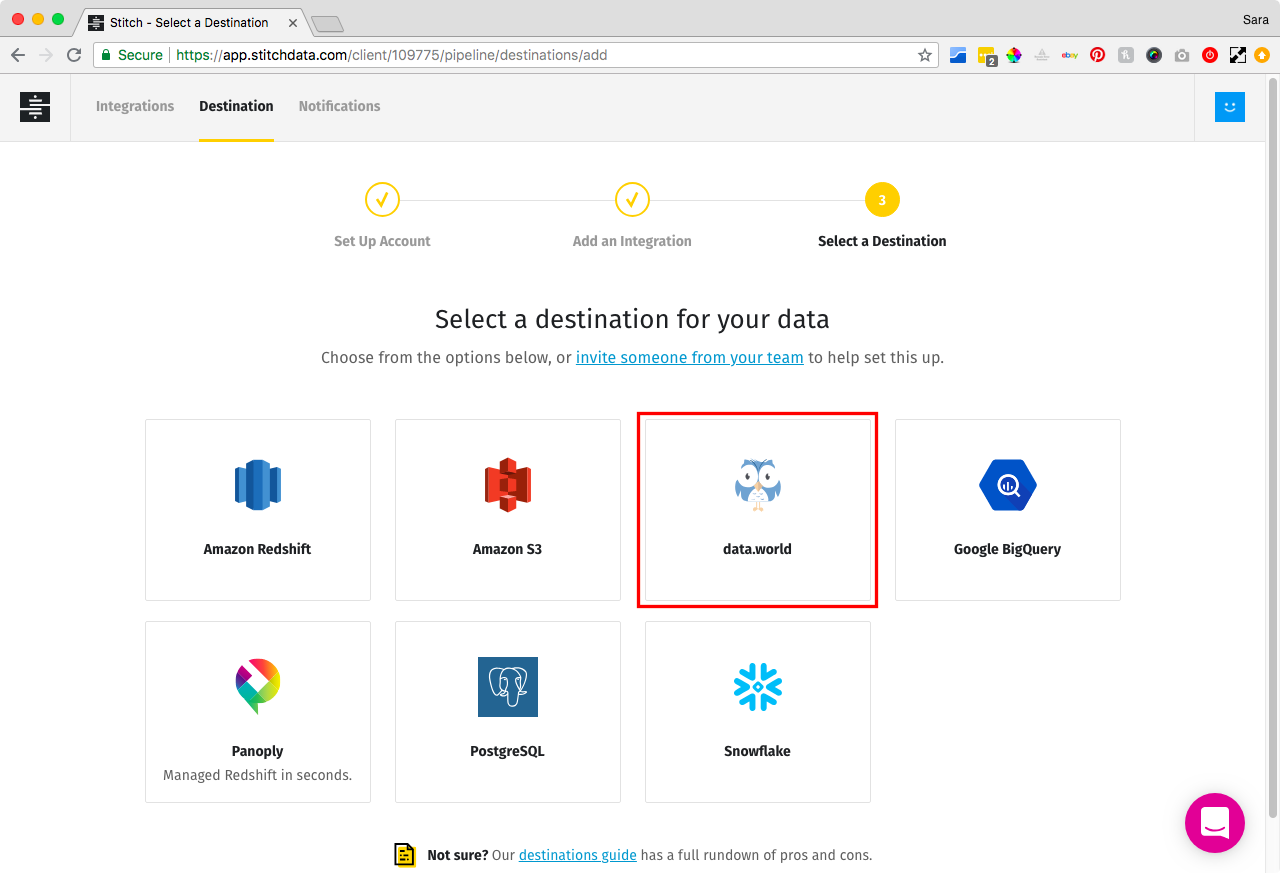 Stitch - Select a Destination
Sara
Secure https://app.stitchdata.com/client/109775/pipeline/destinations/add
ebay
2
Integrations Destination Notifications
3
Set Up Account Add an Integration Select a Destination
Select a destination for your data
Choose from the options below, or invite someone from your team to help set this up.
Amazon Redshift Amazon S3 data.world Google BigQuery
Panoply PostgreSQL Snowflake
Managed Redshift in seconds.
Not sure? Our destinations guide has a full rundown of pros and cons.